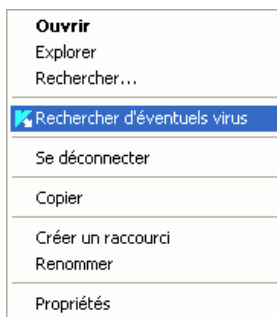 Ouvrir
Explorer
Rechercher...
Rechercher d'éventuels virus
Se déconnecter
Copier
Créer un raccourci
Renommer
Propriétés